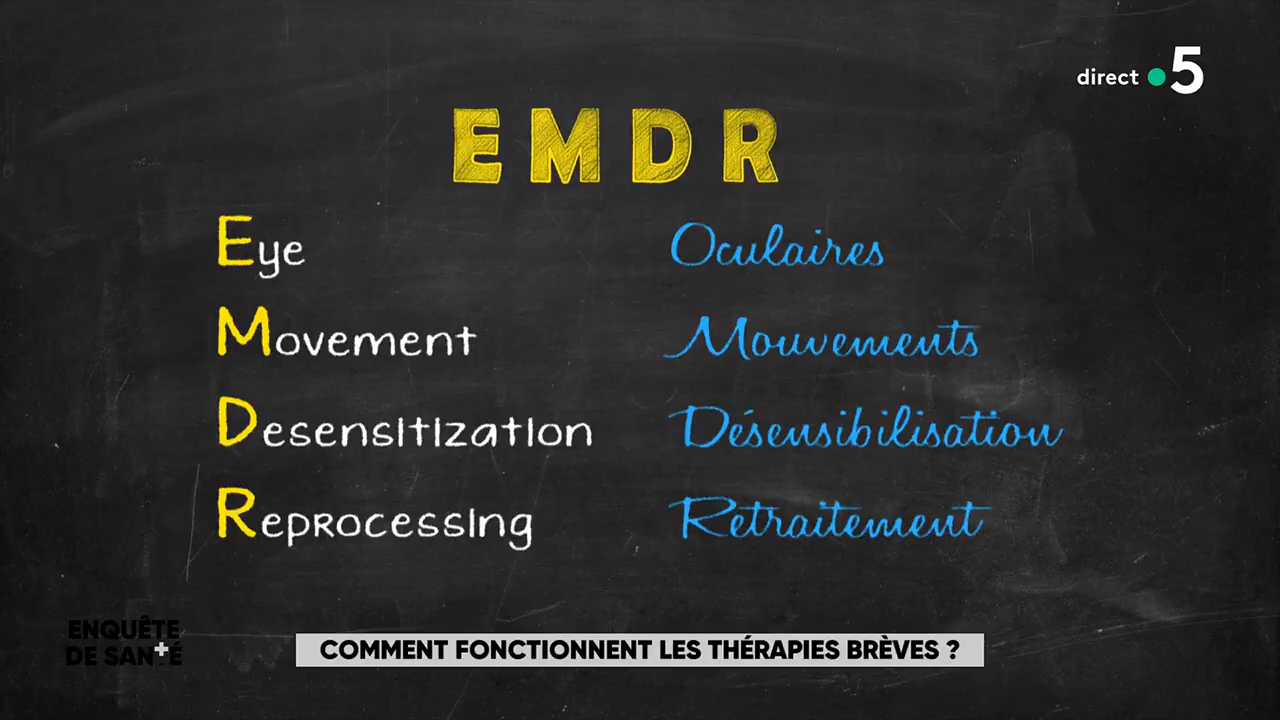 direct 5
EMDR
Eye Oculaires
Movement Mouvements
Desensitization Désensibilisation
Reprocessing Retraitement
ENQUÊTE
DE SANTÉ
COMMENT FONCTIONNENT LES THÉRAPIES BRÈVES ?